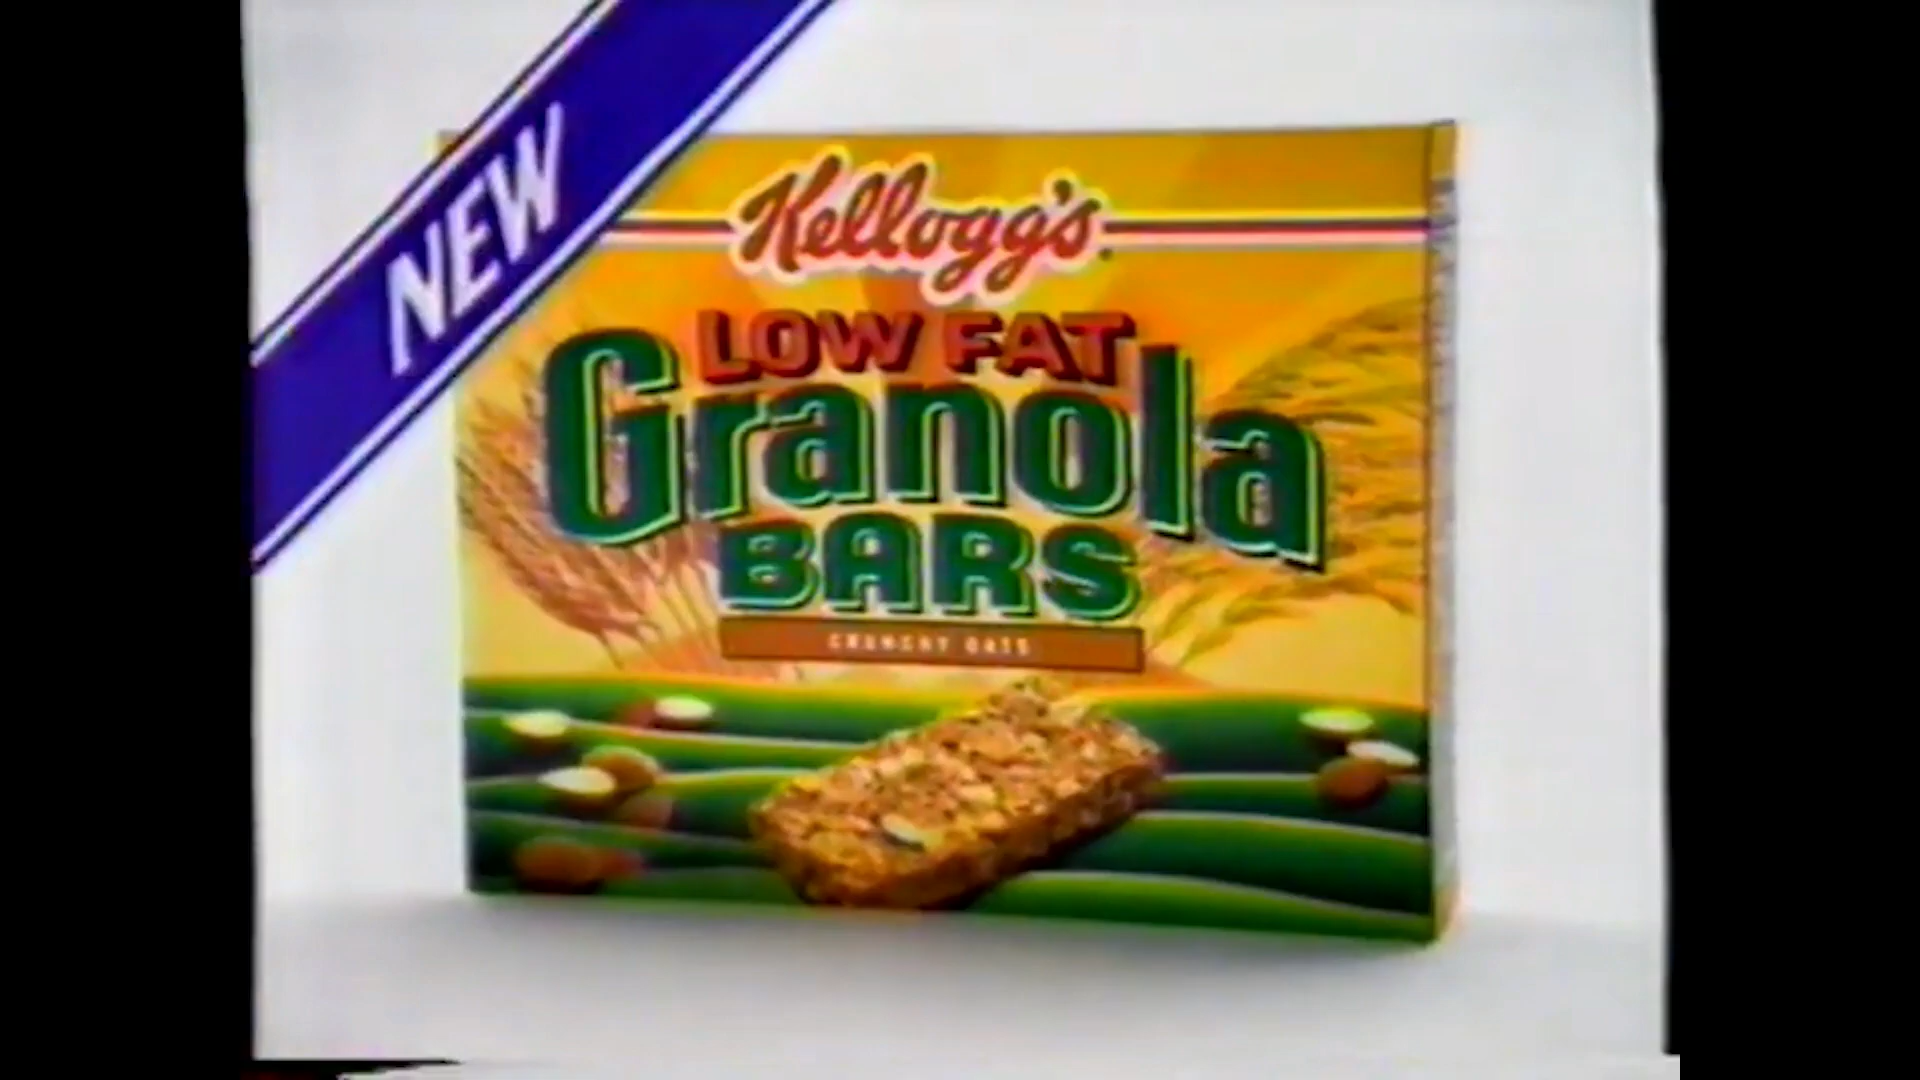 NEW
Kellogg's
LOW FAT
Granola
BARS
CRUNCHY OATS